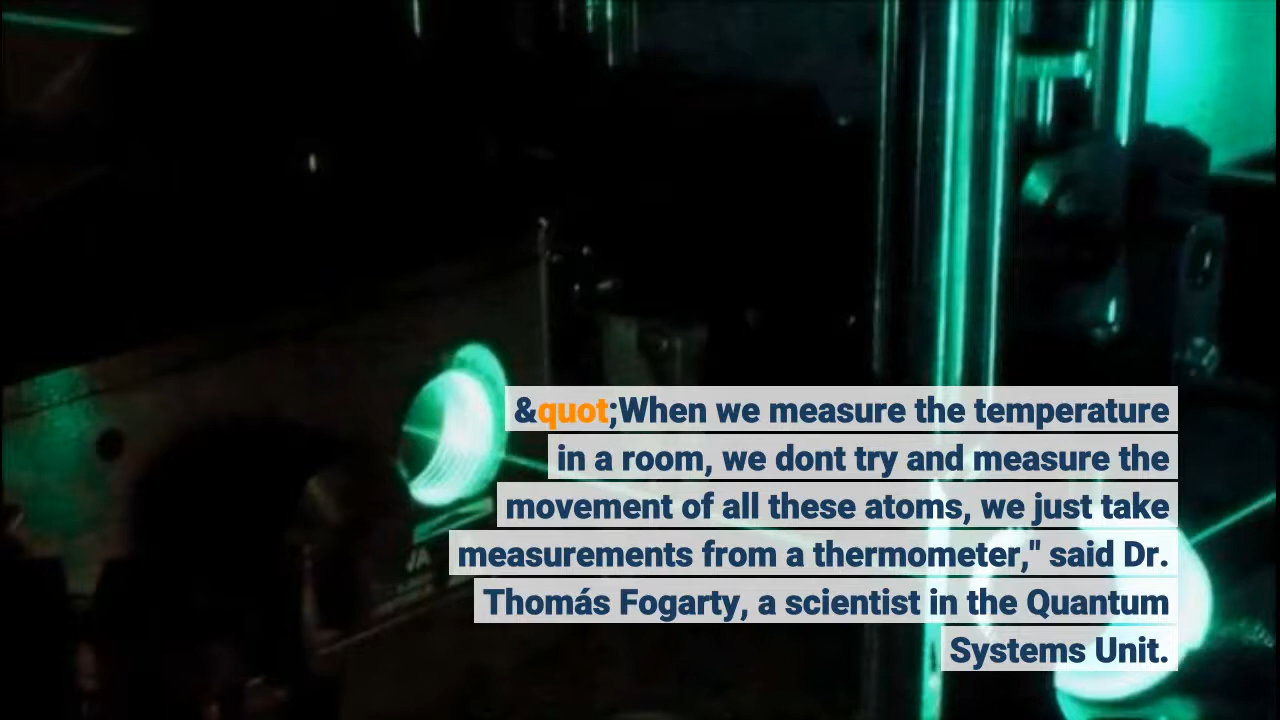 &quot;When we measure the temperature
in a room, we dont try and measure the
movement of all these atoms, we just take
measurements from a thermometer," said Dr.
Thomás Fogarty, a scientist in the Quantum
Systems Unit.